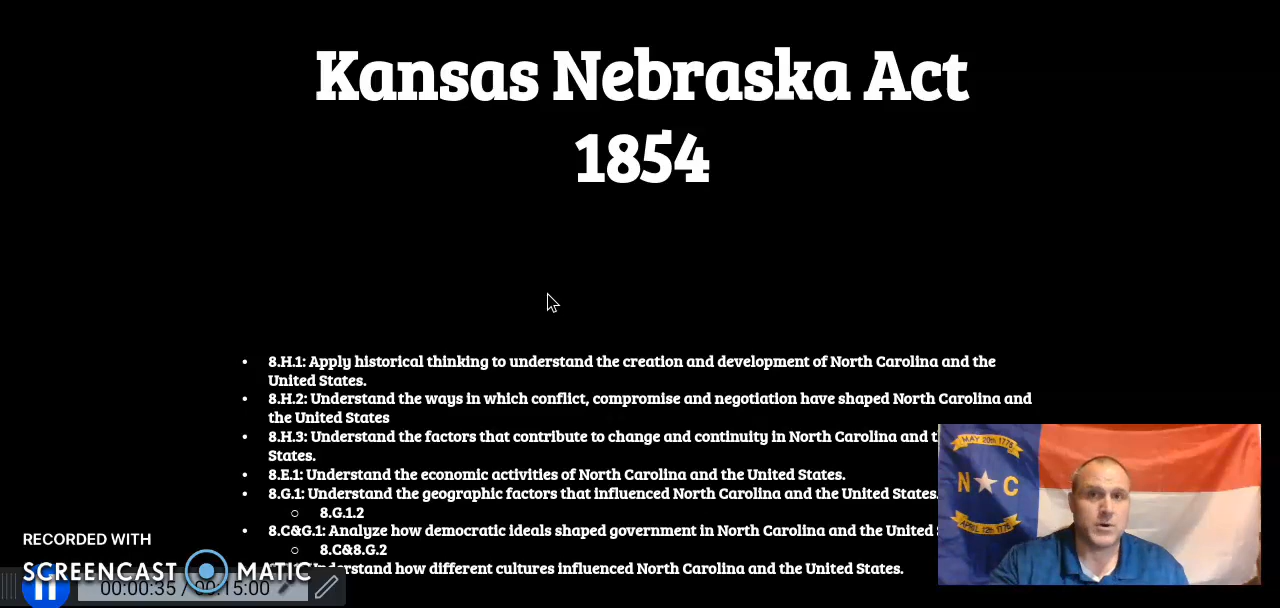 Kansas Nebraska Act
1854
• 8.H.1: Apply historical thinking to understand the creation and development of North Carolina and the
United States.
• 8.H.2: Understand the ways in which conflict, compromise and negotiation have shaped North Carolina and
the United States
• 8.H.3: Understand the factors that contribute to change and continuity in North Carolina and
States.
• 8.E.1: Understand the economic activities of North Carolina and the United States.
• 8.G.1: Understand the geographic factors that influenced North Carolina and the United States.
○ 8.G.1.2
• 8.C&G.1: Analyze how democratic ideals shaped government in North Carolina and the United
○ 8.C&8.G.2
how different cultures influenced North Carolina and the United States.
MAY 20th 1775
N C
APRIL 12th 1776
RECORDED WITH
SCREENCAST MATIC
00:00:35 / 00:15:00